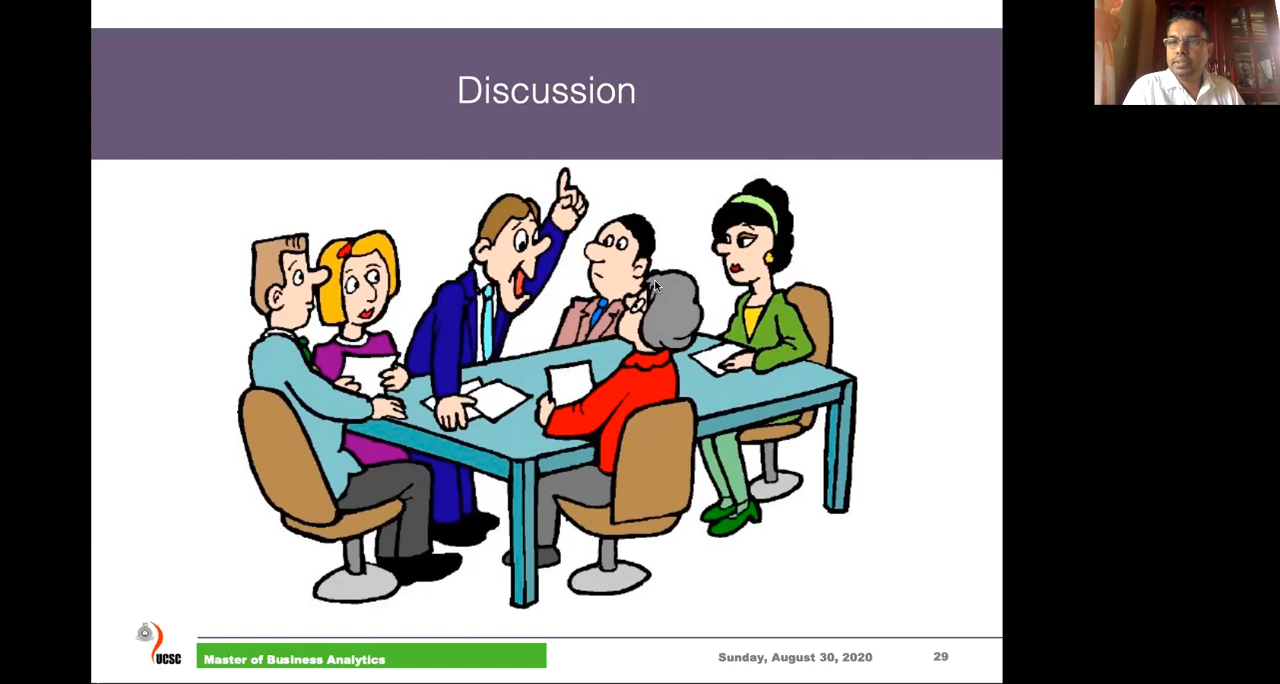 Discussion
UCSC
Master of Business Analytics
Sunday, August 30, 2020
29